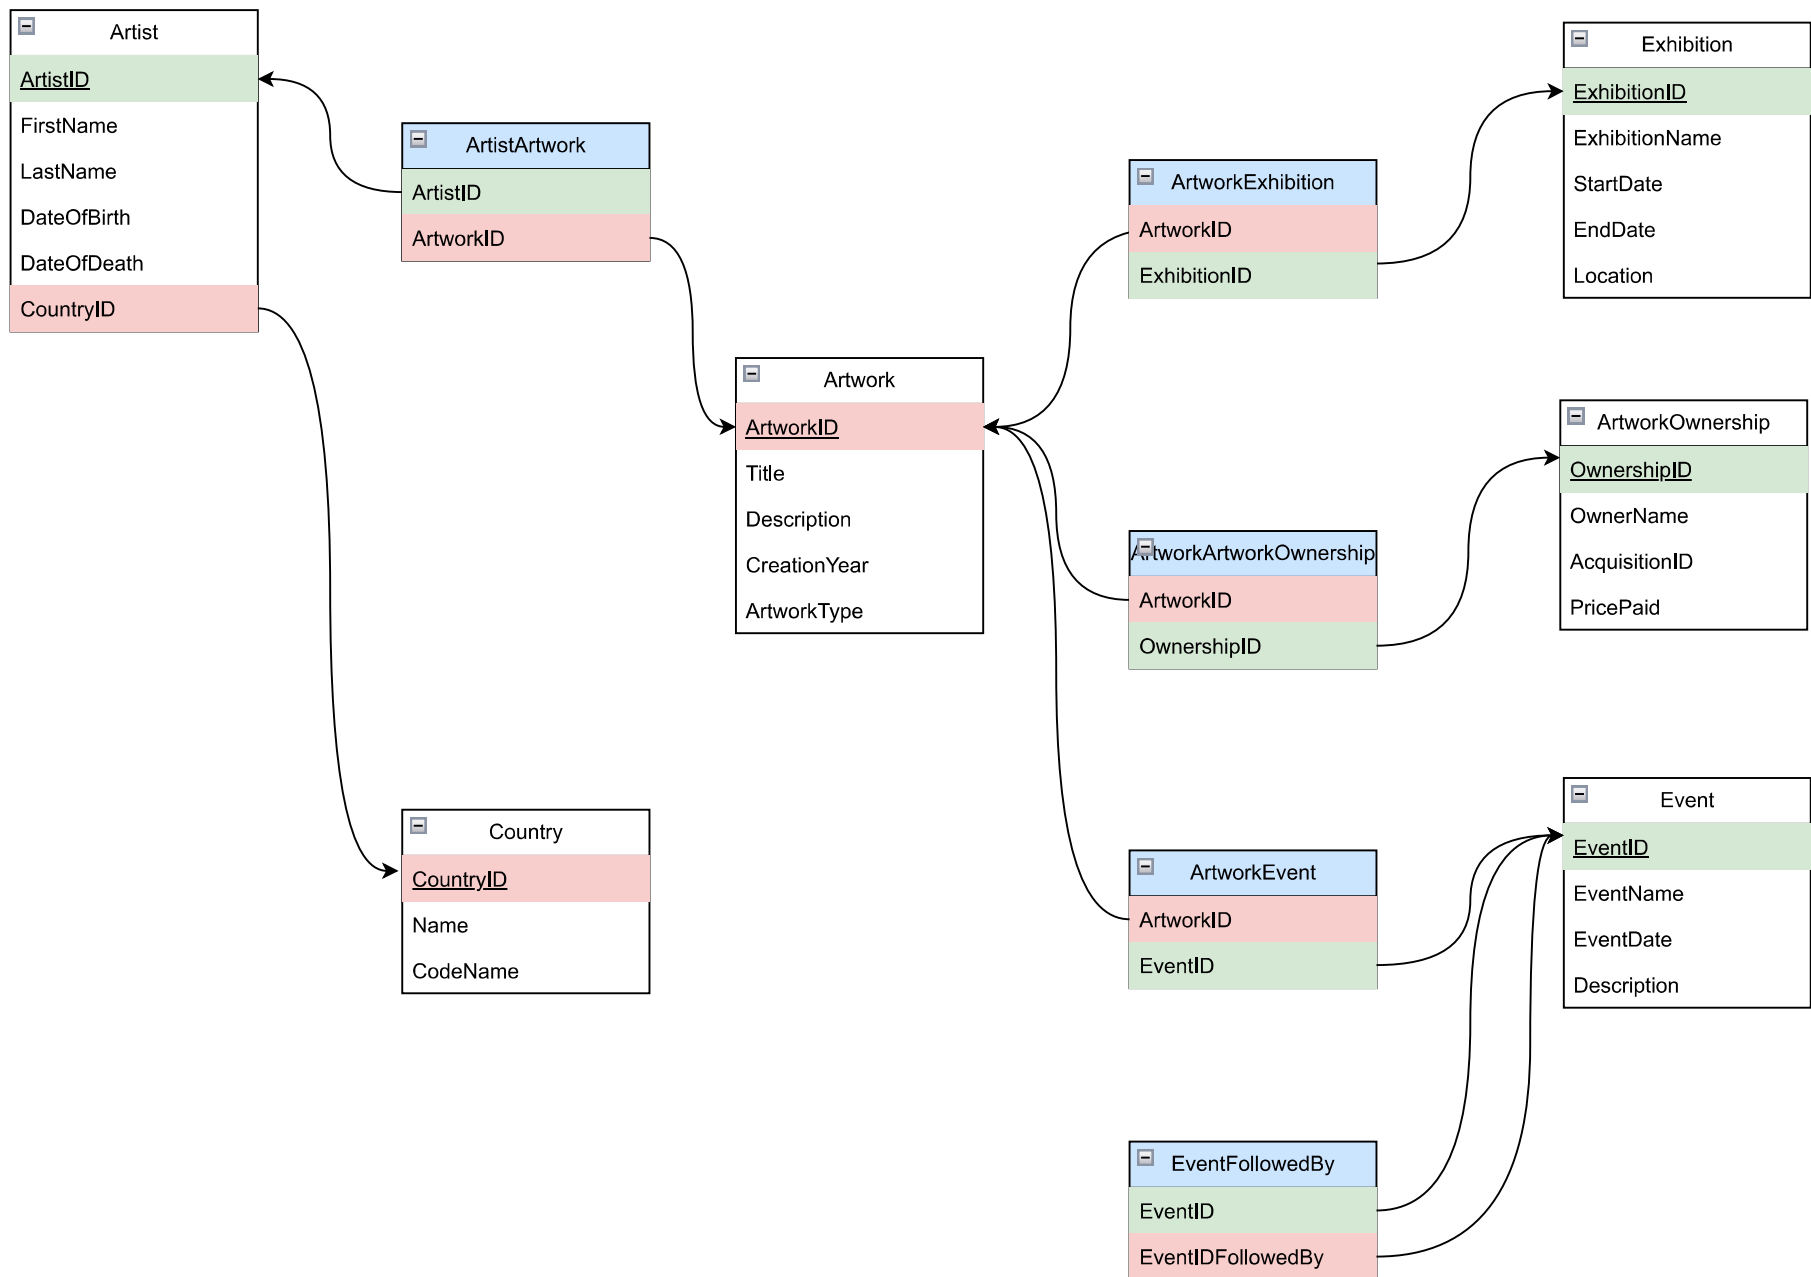 Artist
ArtistID
FirstName
LastName
DateOfBirth
DateOfDeath
CountryID
ArtistArtwork
ArtistID
ArtworkID
Country
CountryID
Name
CodeName
Artwork
ArtworkID
Title
Description
CreationYear
ArtworkType
ArtworkExhibition
ArtworkID
ExhibitionID
ArtworkArtworkOwnership
ArtworkID
OwnershipID
ArtworkEvent
ArtworkID
EventID
EventFollowedBy
EventID
EventIDFollowedBy
Exhibition
ExhibitionID
ExhibitionName
StartDate
EndDate
Location
ArtworkOwnership
OwnershipID
OwnerName
AcquisitionID
PricePaid
Event
EventID
EventName
EventDate
Description